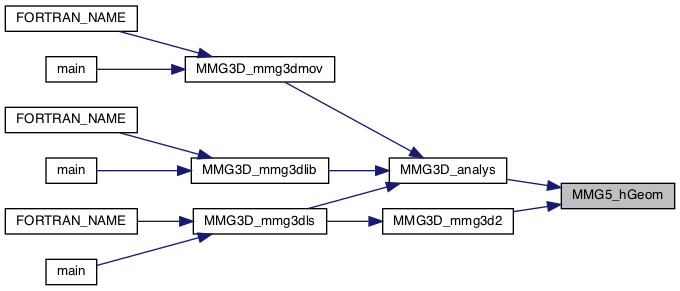 FORTRAN_NAME
main
MMG3D_mmg3dmov
FORTRAN_NAME
main
MMG3D_mmg3dlib
MMG3D_analys
MMG5_hGeom
FORTRAN_NAME
MMG3D_mmg3dls
MMG3D_mmg3d2
main